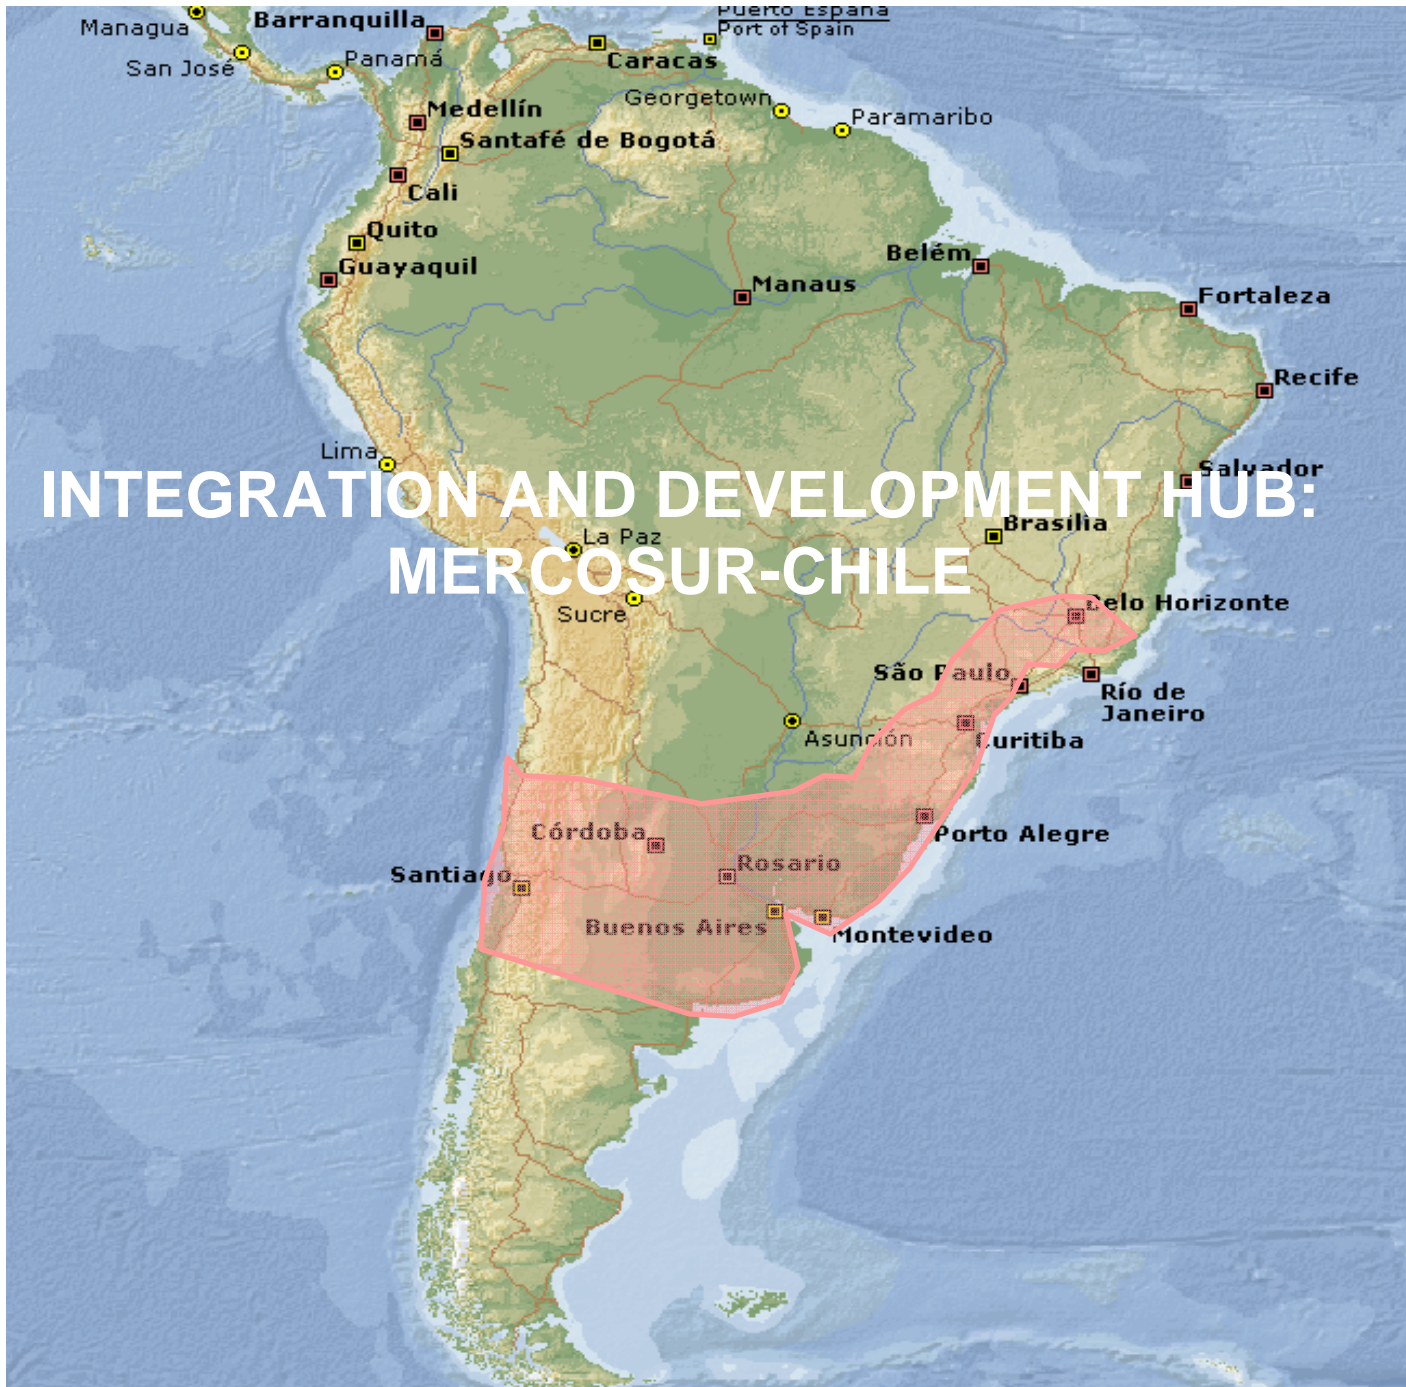 Puerto España
Barranquilla
Managua
Port of Spain
Panamá
Caracas
San José
Georgetown
Medellín
Paramaribo
Santafé de Bogotá
Cali
Quito
Belém
Guayaquil
Manaus
Fortaleza
Recife
Lima
Salvador
INTEGRATION AND DEVELOPMENT HUB:
Brasília
La Paz
MERCOSUR-CHILE
Belo Horizonte
Sucre
São Paulo
Río de
Janeiro
Asunción
Curitiba
Córdoba
Porto Alegre
Rosario
Santiago
Buenos Aires
Montevideo